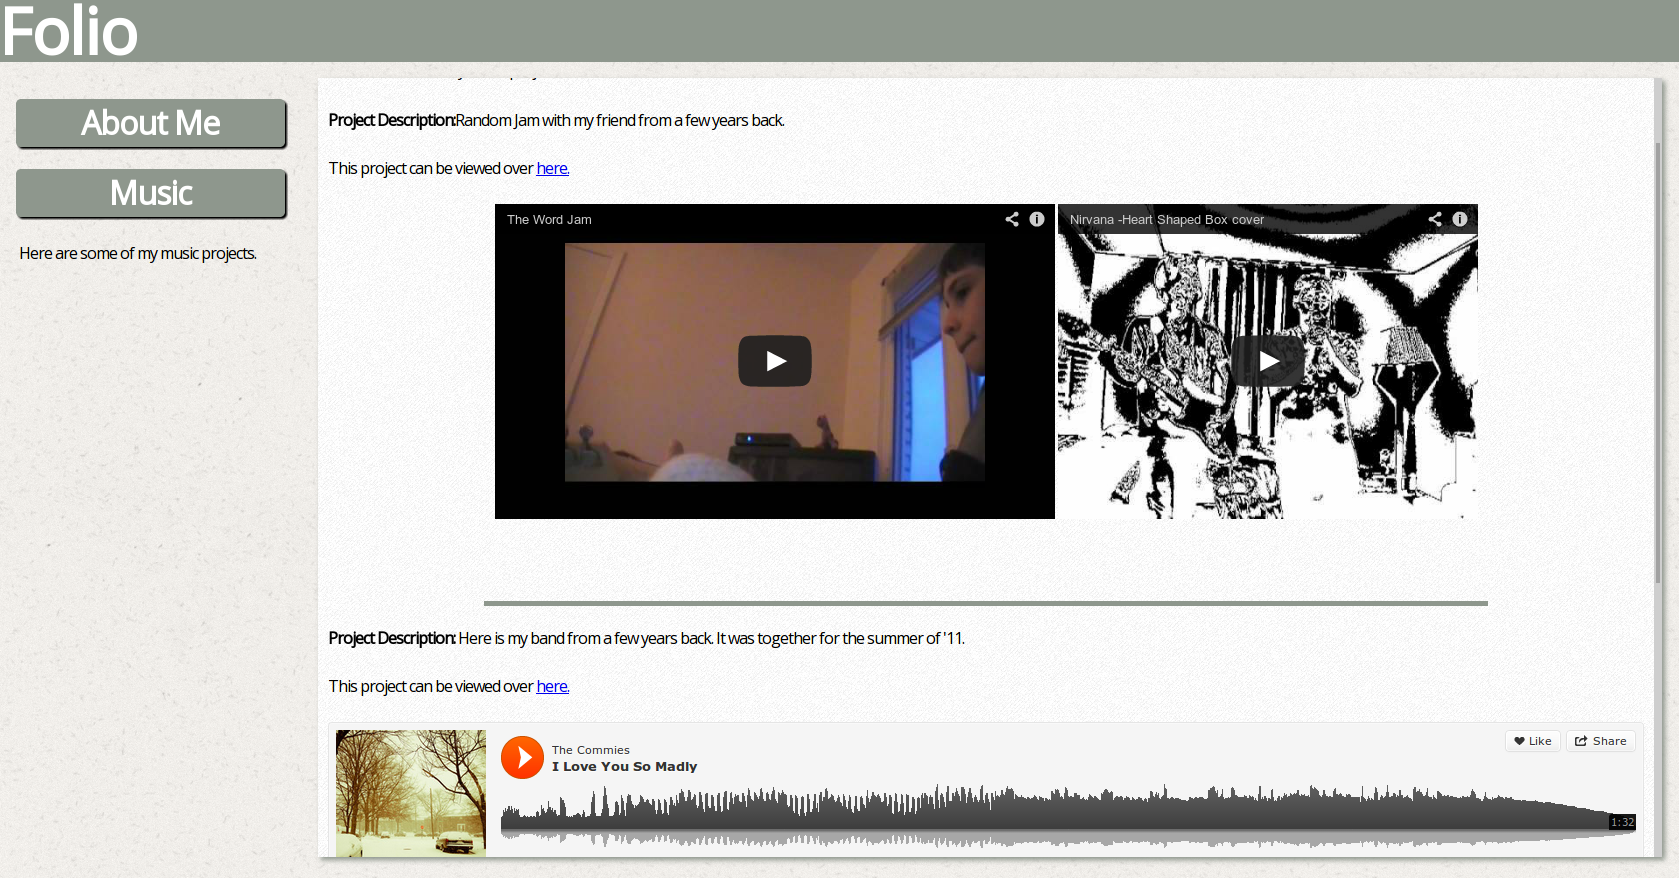 Folio
About Me
Music
Here are some of my music projects.
Project Description:Random Jam with my friend from a few years back.
This project can be viewed over here.
The Word Jam
Nirvana -Heart Shaped Box cover
Project Description: Here is my band from a few years back. It was together for the summer of '11.
This project can be viewed over here.
The Commies
I Love You So Madly
Like
Share
1:32